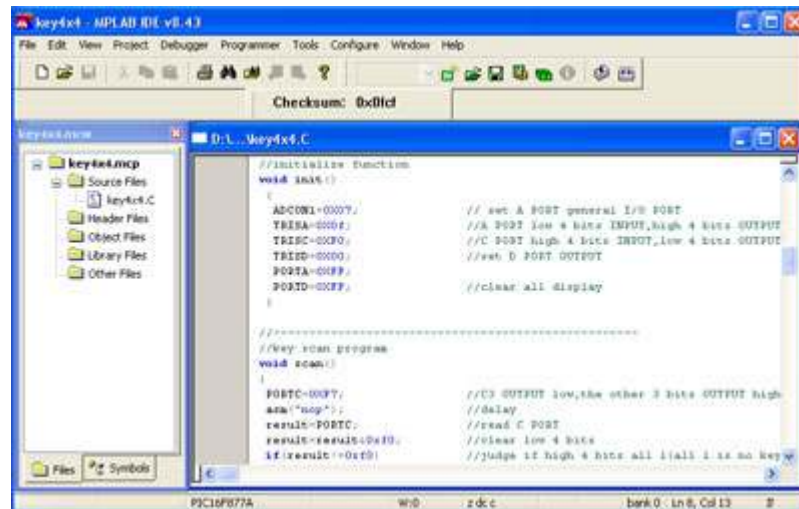 key4x4 - MPLAB IDE v8.43
File Edit View Project Debugger Programmer Tools Configure Window Help
Checksum: 0x0fcf
key4x4.mcw
key4x4.mcp
Source Files
key4x4.C
Header Files
Object Files
Library Files
Other Files
Files Symbols
D:\...\key4x4.C
//initialize function
void init()
{
ADCON1=0X07; // set A PORT general I/O PORT
TRISA=0X0f; //A PORT low 4 bits INPUT,high 4 bits OUTPUT
TRISC=0XF0; //C PORT high 4 bits INPUT,low 4 bits OUTPUT
TRISD=0X00; //set D PORT OUTPUT
PORTA=0XFF;
PORTD=0XFF; //clear all display
}
//key scan program
void scan()
{
PORTC=0XF7; //C3 OUTPUT low,the other 3 bits OUTPUT high
asm("nop"); //delay
result=PORTC; //read C PORT
result=result&0xf0; //clear low 4 bits
if(result!=0xf0) //judge if high 4 bits all 1(all 1 is no key
PIC16F877A W:0 z dc c bank 0 Ln 8, Col 13